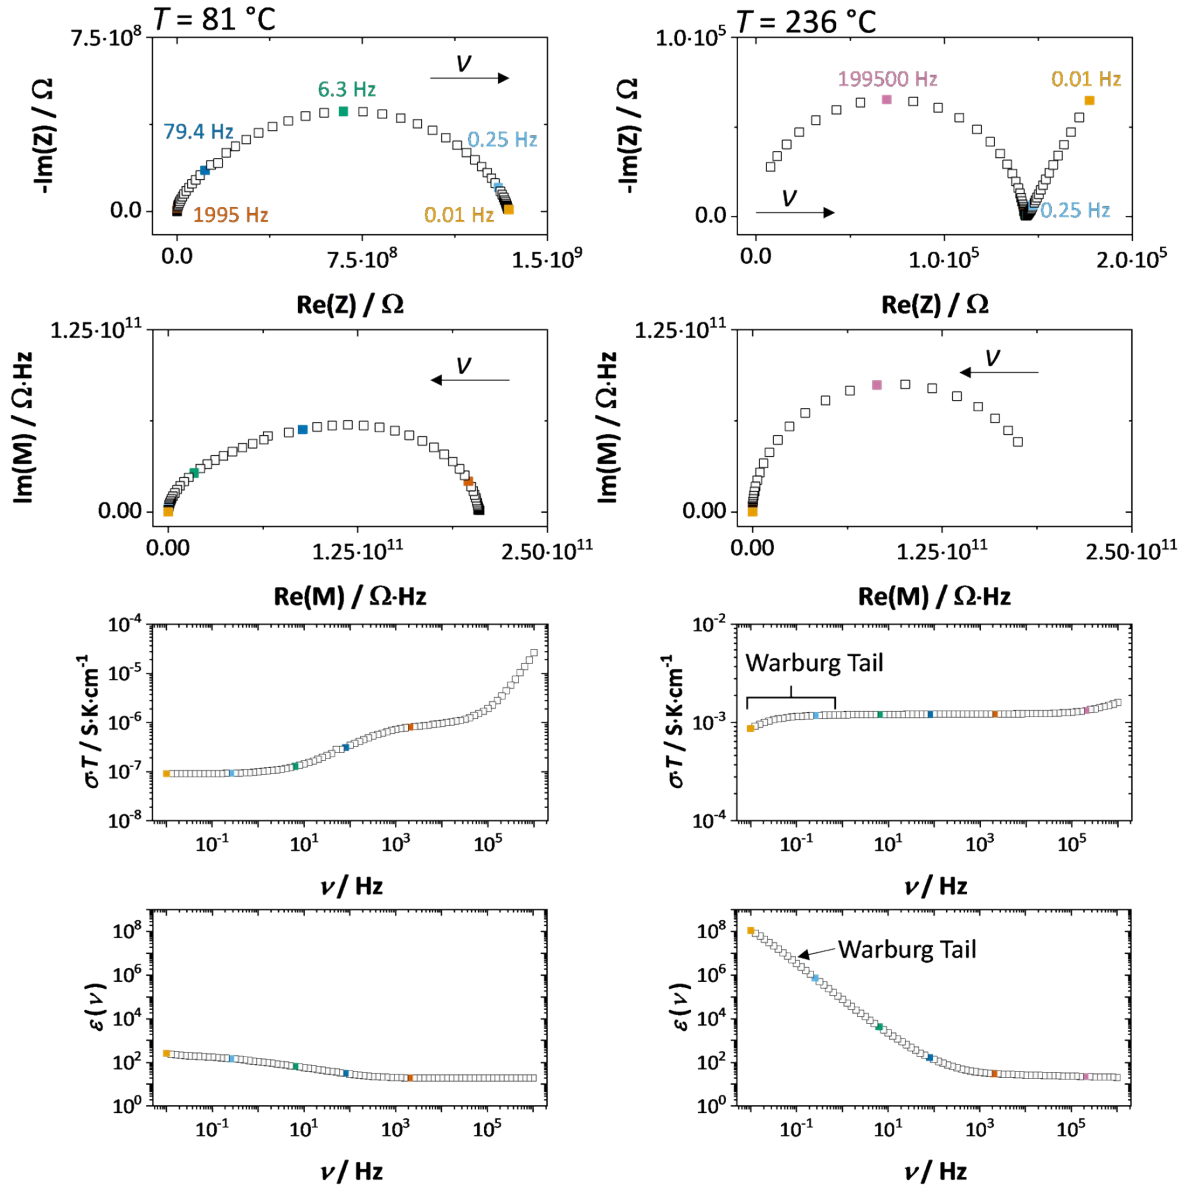 T = 81 °C
7.5·10⁸
0.0
-Im(Z) / Ω
ν
6.3 Hz
79.4 Hz
0.25 Hz
1995 Hz
0.01 Hz
0.0
7.5·10⁸
1.5·10⁹
Re(Z) / Ω
T = 236 °C
1.0·10⁵
0.0
-Im(Z) / Ω
199500 Hz
0.01 Hz
ν
0.25 Hz
0.0
1.0·10⁵
2.0·10⁵
Re(Z) / Ω
1.25·10¹¹
0.00
Im(M) / Ω·Hz
ν
0.00
1.25·10¹¹
2.50·10¹¹
Re(M) / Ω·Hz
1.25·10¹¹
0.00
Im(M) / Ω·Hz
ν
0.00
1.25·10¹¹
2.50·10¹¹
Re(M) / Ω·Hz
10⁻⁴
10⁻⁵
10⁻⁶
10⁻⁷
10⁻⁸
σ·T / S·K·cm⁻¹
10⁻¹
10¹
10³
10⁵
ν / Hz
10⁻²
10⁻³
10⁻⁴
σ·T / S·K·cm⁻¹
Warburg Tail
10⁻¹
10¹
10³
10⁵
ν / Hz
10⁸
10⁶
10⁴
10²
10⁰
ε(ν)
10⁻¹
10¹
10³
10⁵
ν / Hz
10⁸
10⁶
10⁴
10²
10⁰
ε(ν)
Warburg Tail
10⁻¹
10¹
10³
10⁵
ν / Hz